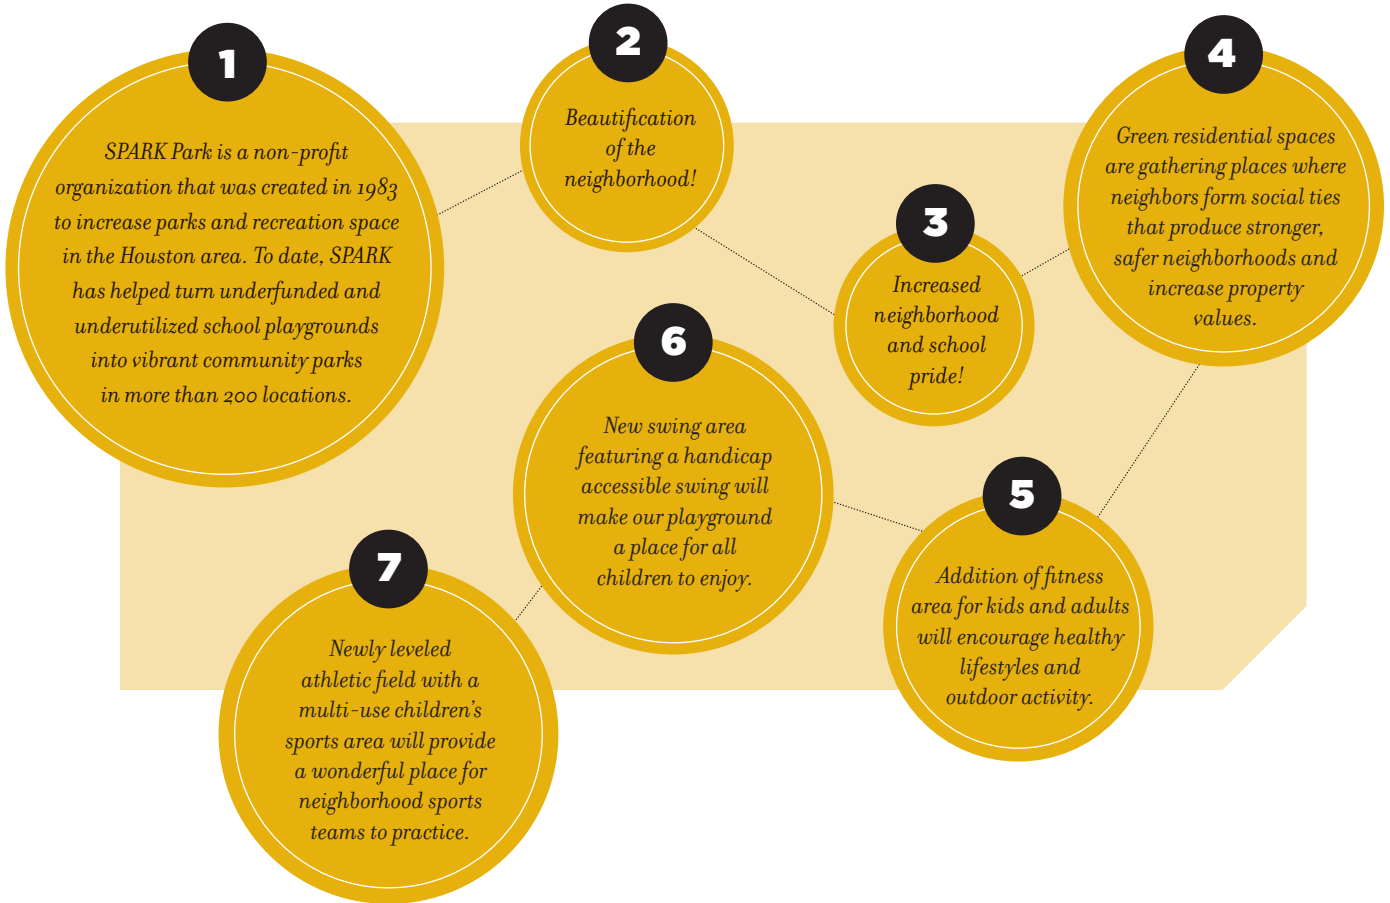 1
SPARK Park is a non-profit
organization that was created in 1983
to increase parks and recreation space
in the Houston area. To date, SPARK
has helped turn underfunded and
underutilized school playgrounds
into vibrant community parks
in more than 200 locations.
2
Beautification
of the
neighborhood!
3
Increased
neighborhood
and school
pride!
4
Green residential spaces
are gathering places where
neighbors form social ties
that produce stronger,
safer neighborhoods and
increase property
values.
5
Addition of fitness
area for kids and adults
will encourage healthy
lifestyles and
outdoor activity.
6
New swing area
featuring a handicap
accessible swing will
make our playground
a place for all
children to enjoy.
7
Newly leveled
athletic field with a
multi-use children's
sports area will provide
a wonderful place for
neighborhood sports
teams to practice.